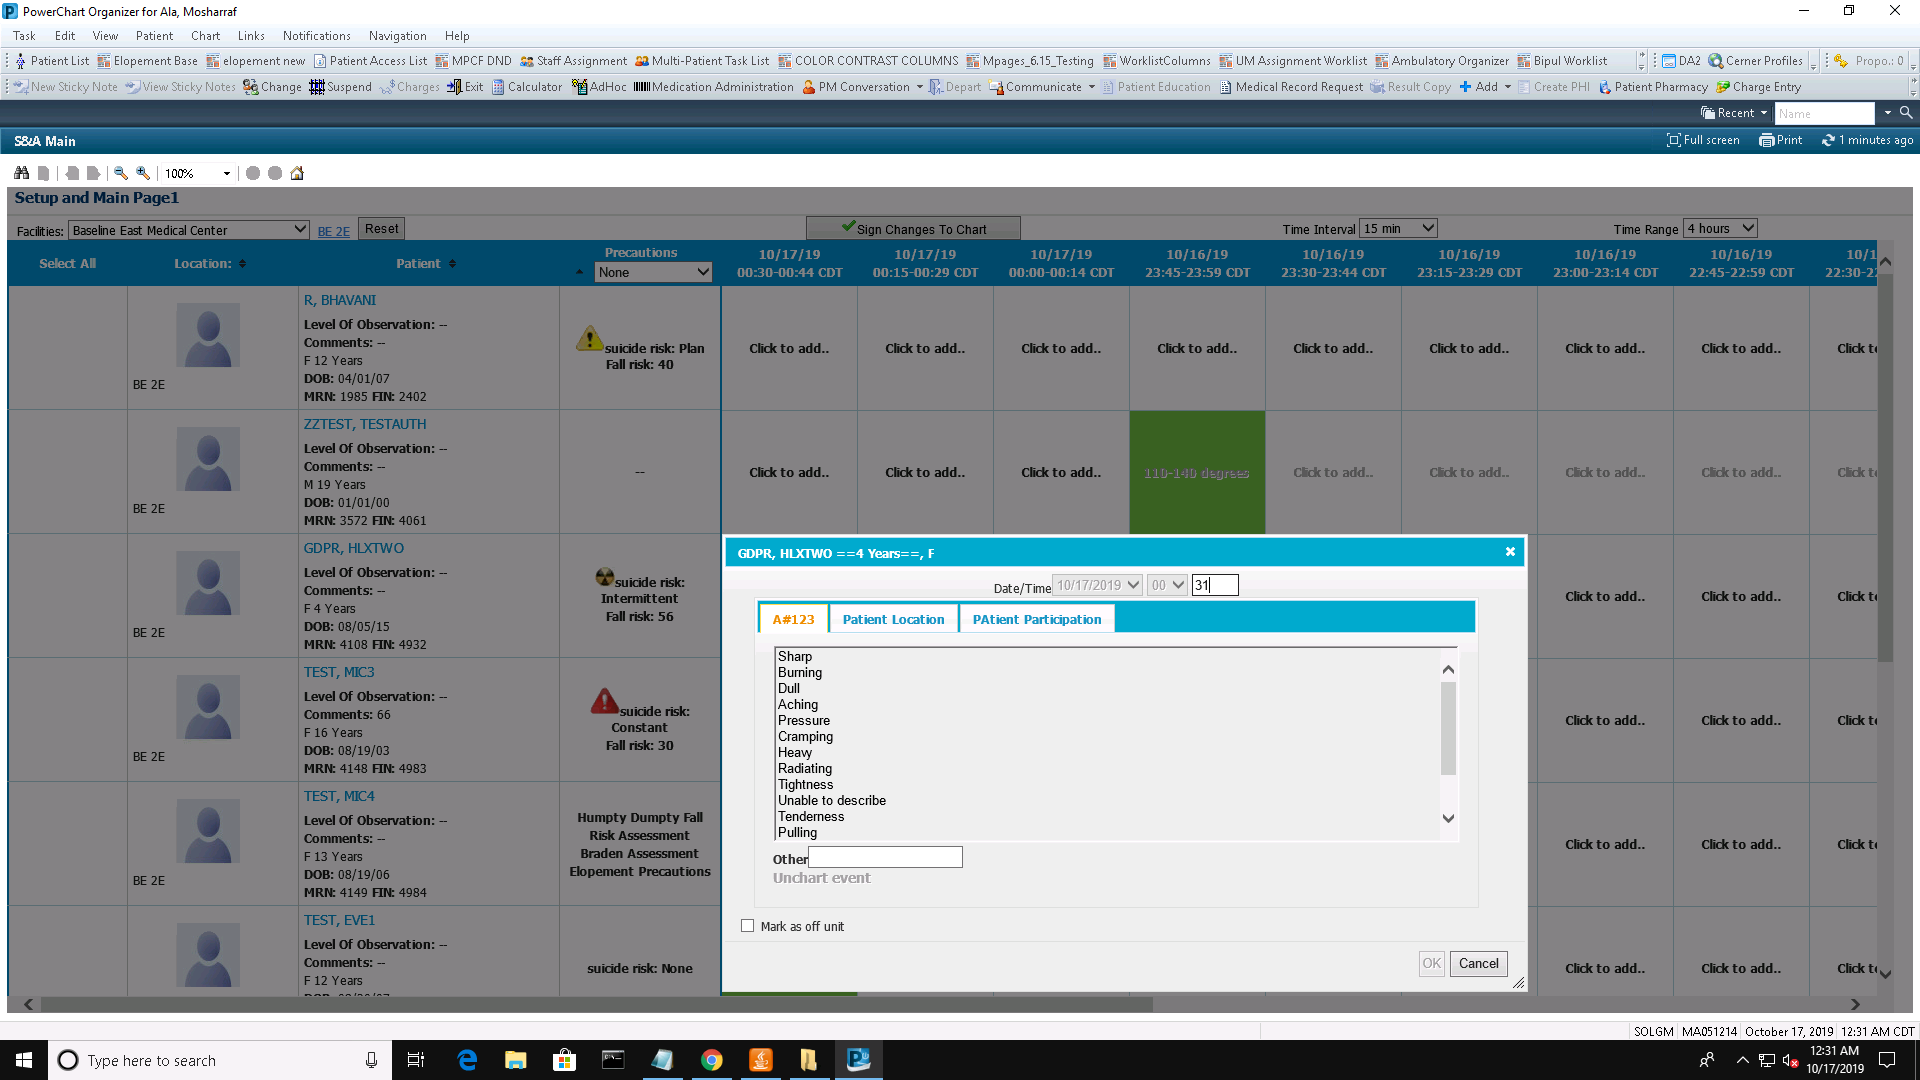 PowerChart Organizer for Ala, Mosharraf
Task Edit View Patient Chart Links Notifications Navigation Help
Patient List Elopement Base elopement new Patient Access List MPCF DND Staff Assignment Multi-Patient Task List COLOR CONTRAST COLUMNS Mpages_6.15_Testing WorklistColumns UM Assignment Worklist Ambulatory Organizer Bipul Worklist DA2 Cerner Profiles Propo.: 0
New Sticky Note View Sticky Notes Change Suspend Charges Exit Calculator AdHoc Medication Administration PM Conversation Depart Communicate Patient Education Medical Record Request Result Copy Add Create PHI Patient Pharmacy Charge Entry
Recent Name
S&A Main Full screen Print 1 minutes ago
100%
Setup and Main Page1
Facilities: Baseline East Medical Center BE 2E Reset Sign Changes To Chart Time Interval 15 min Time Range 4 hours
Select All Location: Patient Precautions None
10/17/19 10/17/19 10/17/19 10/16/19 10/16/19 10/16/19 10/16/19 10/16/19 10/1
00:30-00:44 CDT 00:15-00:29 CDT 00:00-00:14 CDT 23:45-23:59 CDT 23:30-23:44 CDT 23:15-23:29 CDT 23:00-23:14 CDT 22:45-22:59 CDT 22:30-2
R, BHAVANI
Level Of Observation: --
Comments: --
F 12 Years
DOB: 04/01/07
MRN: 1985 FIN: 2402
BE 2E
suicide risk: Plan
Fall risk: 40
Click to add.. Click to add.. Click to add.. Click to add.. Click to add.. Click to add.. Click to add.. Click to add.. Click t
ZZTEST, TESTAUTH
Level Of Observation: --
Comments: --
M 19 Years
DOB: 01/01/00
MRN: 3572 FIN: 4061
BE 2E
--
Click to add.. Click to add.. Click to add.. 110-140 degrees Click to add.. Click to add.. Click to add.. Click to add.. Click t
GDPR, HLXTWO
Level Of Observation: --
Comments: --
F 4 Years
DOB: 08/05/15
MRN: 4108 FIN: 4932
BE 2E
suicide risk:
Intermittent
Fall risk: 56
Click to add.. Click to add.. Click t
TEST, MIC3
Level Of Observation: --
Comments: 66
F 16 Years
DOB: 08/19/03
MRN: 4148 FIN: 4983
BE 2E
suicide risk:
Constant
Fall risk: 30
Click to add.. Click to add.. Click t
TEST, MIC4
Level Of Observation: --
Comments: --
F 13 Years
DOB: 08/19/06
MRN: 4149 FIN: 4984
BE 2E
Humpty Dumpty Fall
Risk Assessment
Braden Assessment
Elopement Precautions
Click to add.. Click to add.. Click t
TEST, EVE1
Level Of Observation: --
Comments: --
F 12 Years
suicide risk: None
Click to add.. Click to add.. Click t
GDPR, HLXTWO ==4 Years==, F
Date/Time 10/17/2019 00 31
A#123 Patient Location PAtient Participation
Sharp
Burning
Dull
Aching
Pressure
Cramping
Heavy
Radiating
Tightness
Unable to describe
Tenderness
Pulling
Other
Unchart event
Mark as off unit
OK Cancel
SOLGM MA051214 October 17, 2019 12:31 AM CDT
Type here to search
12:31 AM
10/17/2019